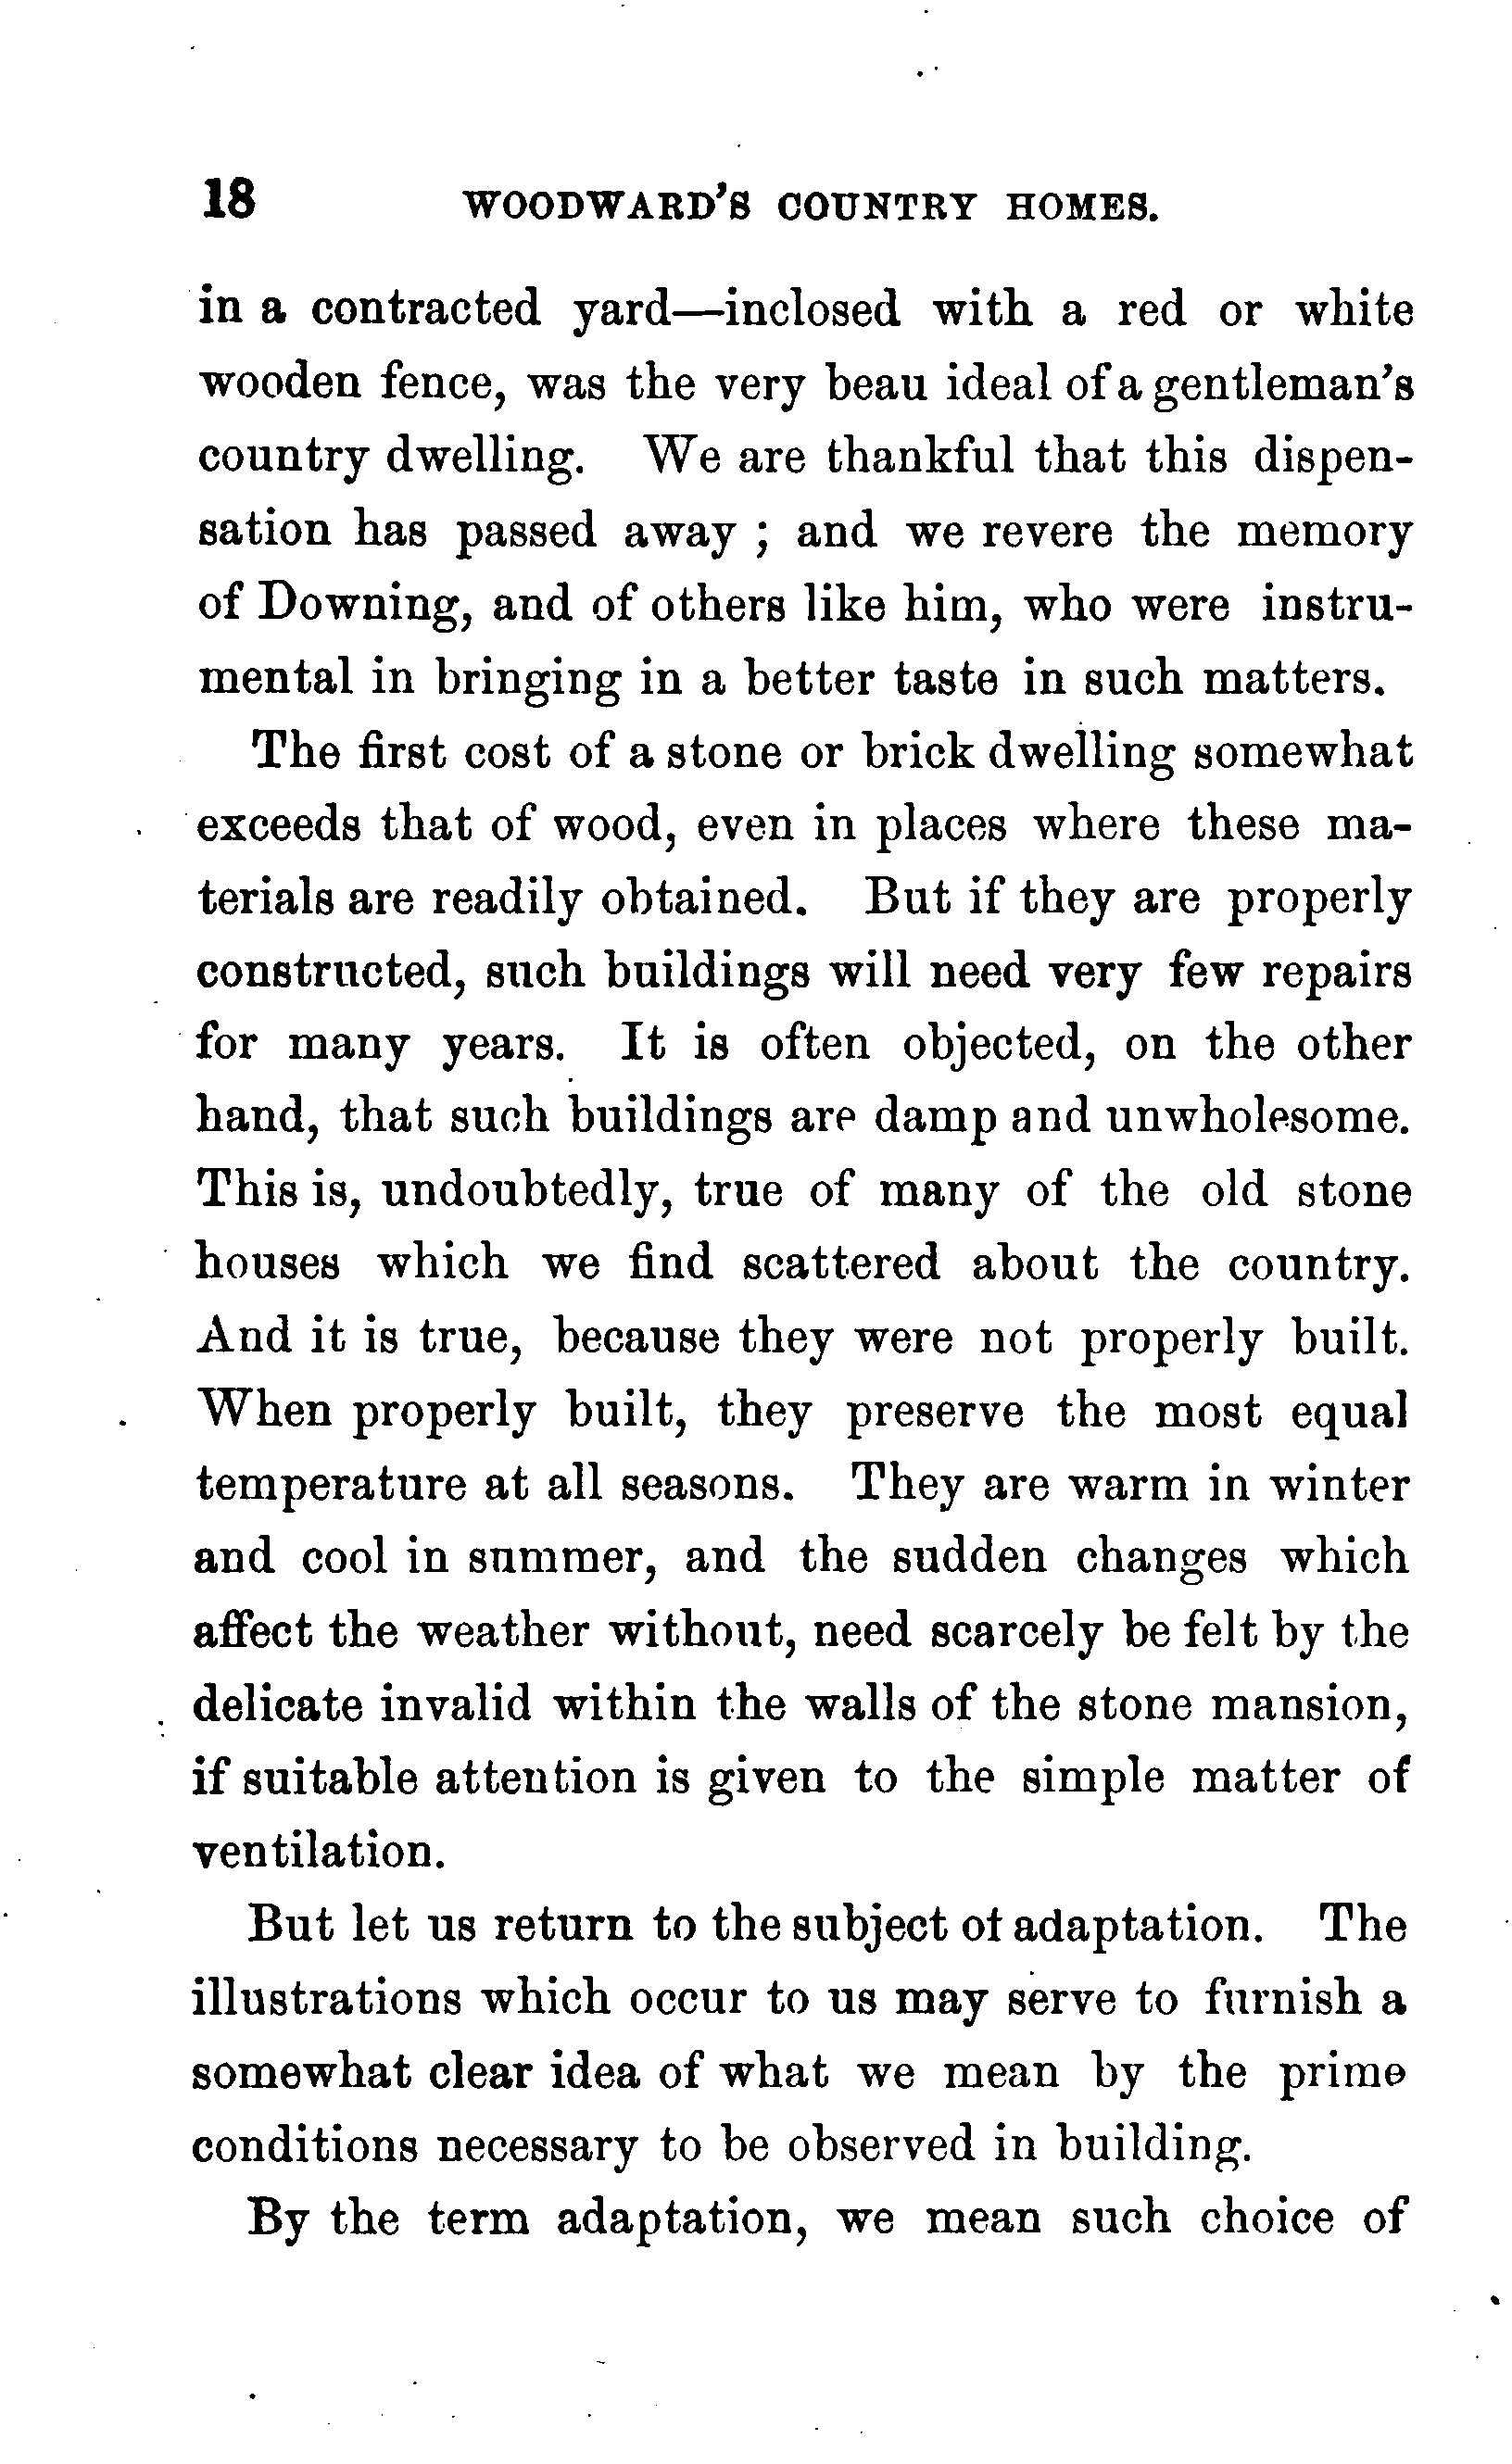 18 WOODWARD'S COUNTRY HOMES.
in a contracted yard—inclosed with a red or white
wooden fence, was the very beau ideal of a gentleman's
country dwelling. We are thankful that this dispen-
sation has passed away ; and we revere the memory
of Downing, and of others like him, who were instru-
mental in bringing in a better taste in such matters.
The first cost of a stone or brick dwelling somewhat
exceeds that of wood, even in places where these ma-
terials are readily obtained. But if they are properly
constructed, such buildings will need very few repairs
for many years. It is often objected, on the other
hand, that such buildings are damp and unwholesome.
This is, undoubtedly, true of many of the old stone
houses which we find scattered about the country.
And it is true, because they were not properly built.
When properly built, they preserve the most equal
temperature at all seasons. They are warm in winter
and cool in summer, and the sudden changes which
affect the weather without, need scarcely be felt by the
delicate invalid within the walls of the stone mansion,
if suitable attention is given to the simple matter of
ventilation.
But let us return to the subject of adaptation. The
illustrations which occur to us may serve to furnish a
somewhat clear idea of what we mean by the prime
conditions necessary to be observed in building.
By the term adaptation, we mean such choice of